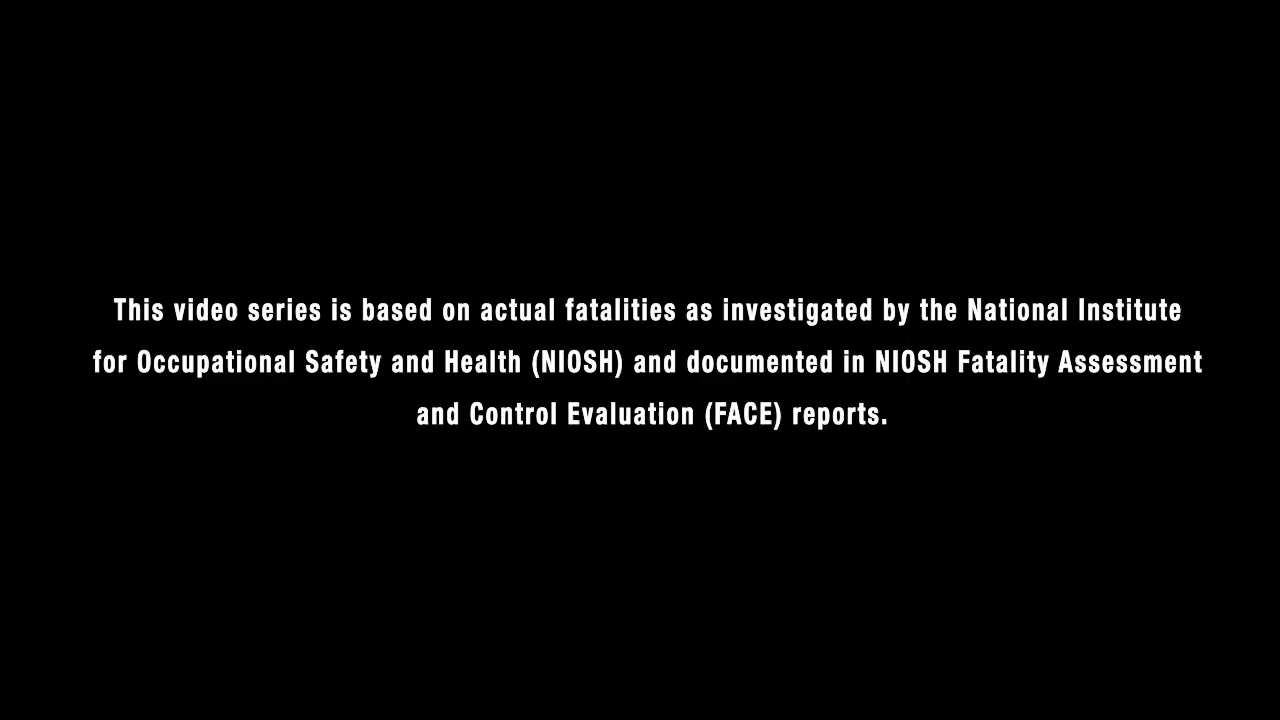 This video series is based on actual fatalities as investigated by the National Institute
for Occupational Safety and Health (NIOSH) and documented in NIOSH Fatality Assessment
and Control Evaluation (FACE) reports.